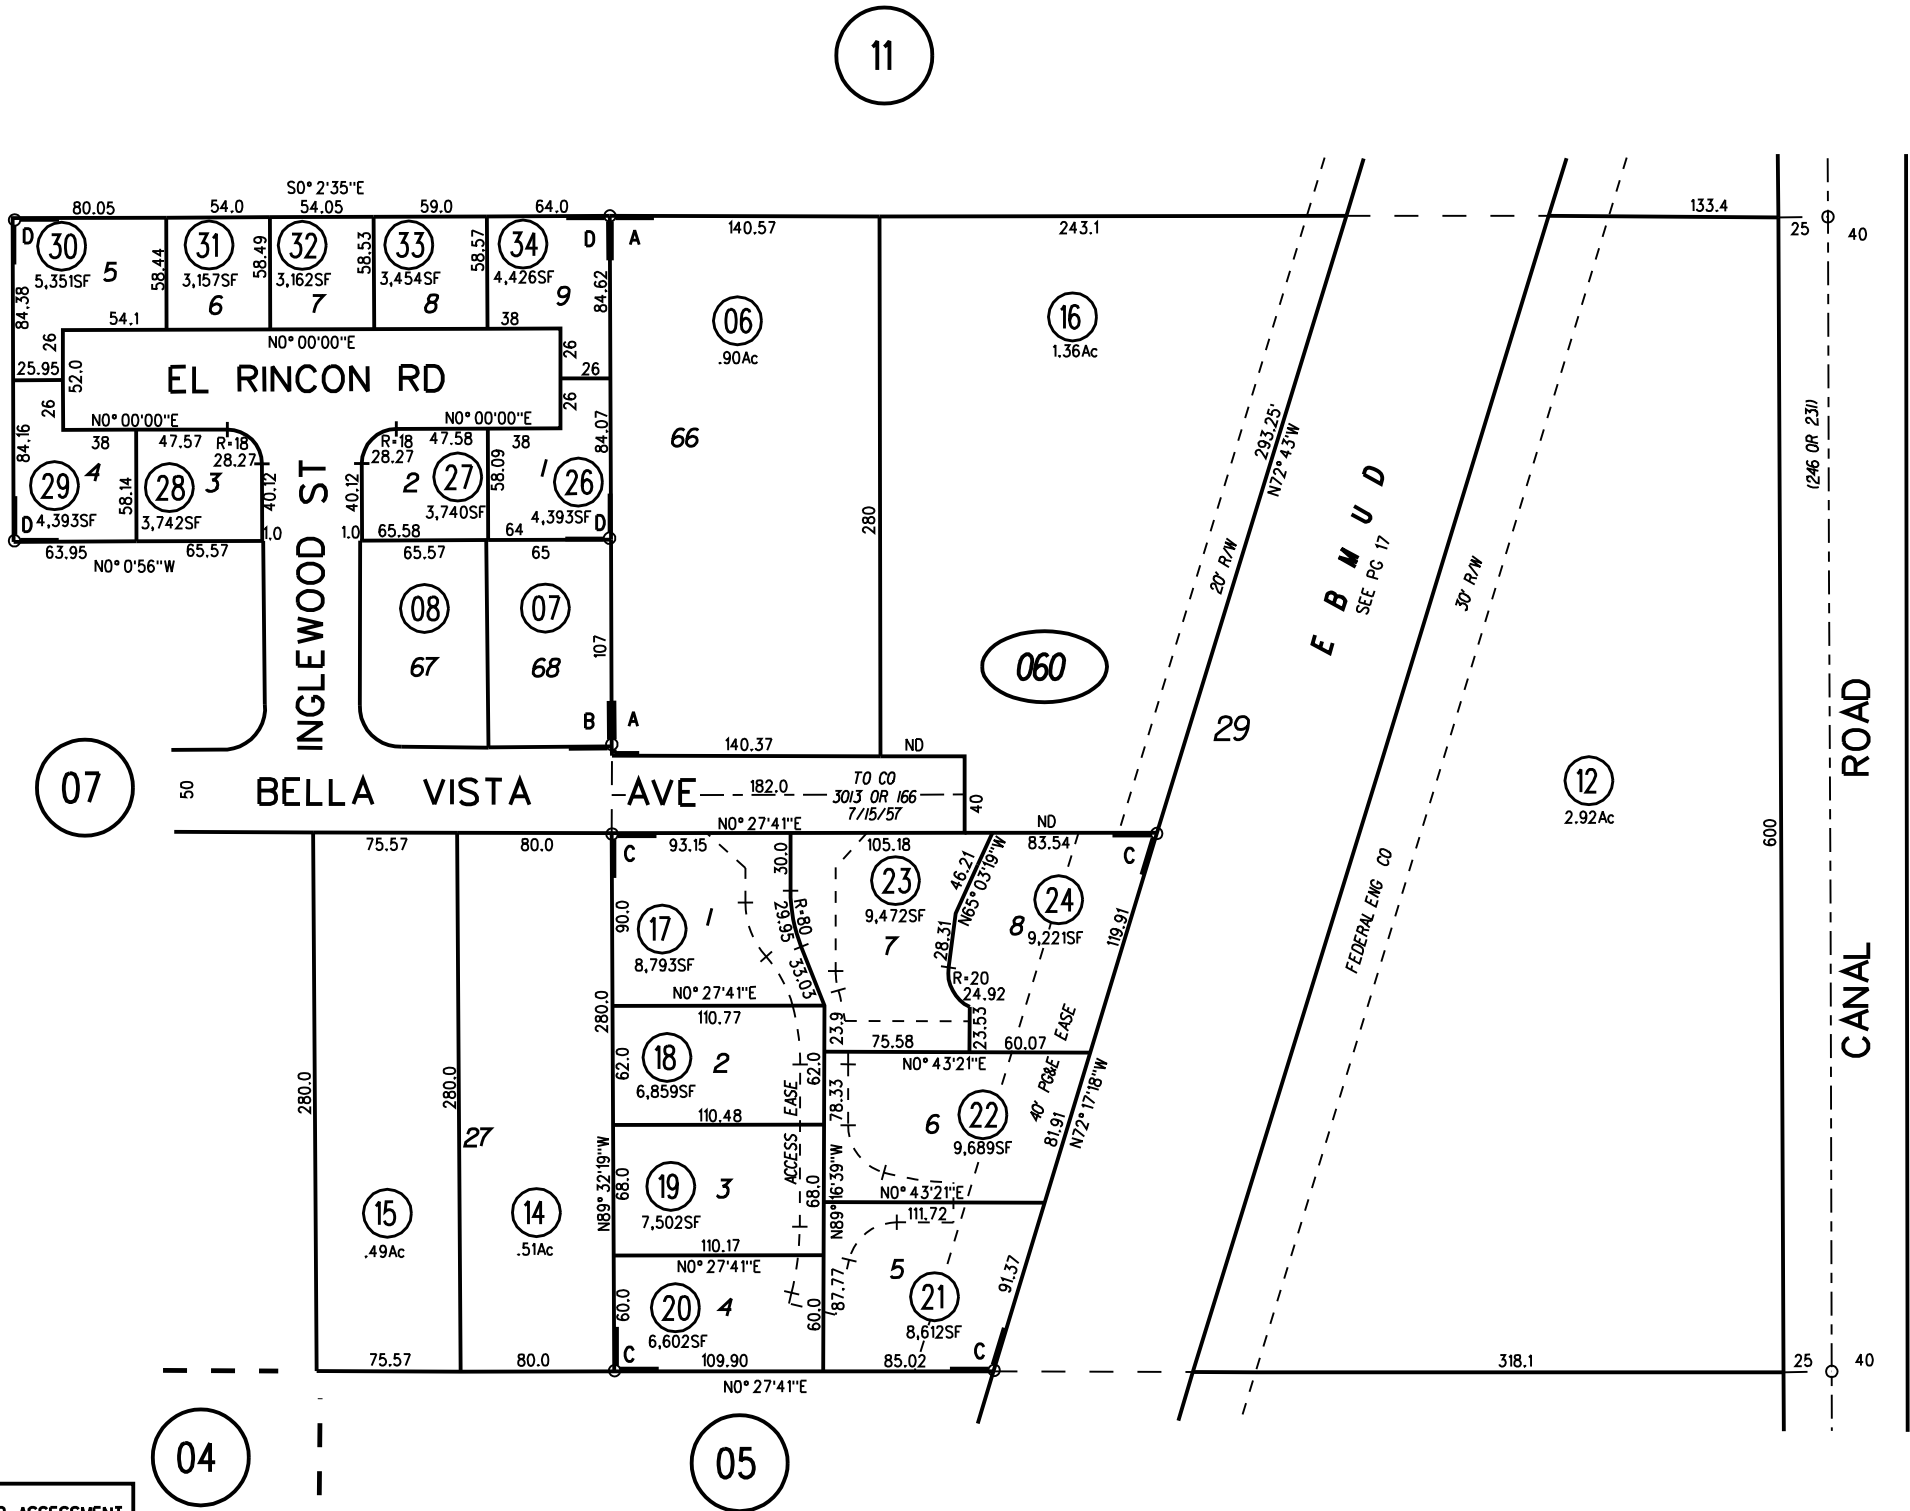 11
S0° 2'35"E
80.05
54.0
54.05
59.0
64.0
140.57
243.1
133.4
25
40
D
30
5,351SF
5
58.44
31
3,157SF
6
58.49
32
3,162SF
7
58.53
33
3,454SF
8
58.57
34
4,426SF
9
D
A
84.62
84.38
54.1
38
N0° 00'00"E
26
26
25.95
52.0
EL RINCON RD
26
26
26
06
.90Ac
16
1.36Ac
66
280
N0° 00'00"E
N0° 00'00"E
84.16
38
47.57
R=18
28.27
R=18
28.27
47.58
38
84.07
29
4
4,393SF
58.14
28
3
3,742SF
40.12
40.12
2
27
3,740SF
58.09
1
26
4,393SF
D
D
1.0
1.0
65.58
64
63.95
65.57
65.57
65
N0° 0'56"W
INGLEWOOD ST
08
67
07
68
107
B
A
293.25'
N72° 43'W
20' R/W
E B M U D
SEE PG 17
30' R/W
(246 OR 231)
060
29
12
2.92Ac
600
CANAL ROAD
FEDERAL ENG CO
07
50
BELLA VISTA AVE
140.37
ND
182.0
TO CO
3013 OR 166
7/15/57
40
N0° 27'41"E
ND
75.57
80.0
C
93.15
30.0
105.18
83.54
C
90.0
17
8,793SF
1
R=80
29.95
33.03
23
9,472SF
7
46.21
N65° 03'19"W
28.31
24
8
9,221SF
119.91
R=20
24.92
N0° 27'41"E
110.77
280.0
23.9
75.58
23.53
60.07
N0° 43'21"E
280.0
280.0
27
62.0
18
6,859SF
2
62.0
110.48
ACCESS EASE
78.33
6
22
9,689SF
40' PG&E EASE
81.91
N72° 17'18"W
N89° 32'19"W
68.0
19
7,502SF
3
68.0
N89° 16'39"W
N0° 43'21"E
111.72
15
.49Ac
14
.51Ac
110.17
N0° 27'41"E
60.0
20
6,602SF
4
60.0
87.77
5
21
8,612SF
91.37
C
C
75.57
80.0
109.90
85.02
N0° 27'41"E
318.1
25
40
04
05
ASSESSMENT